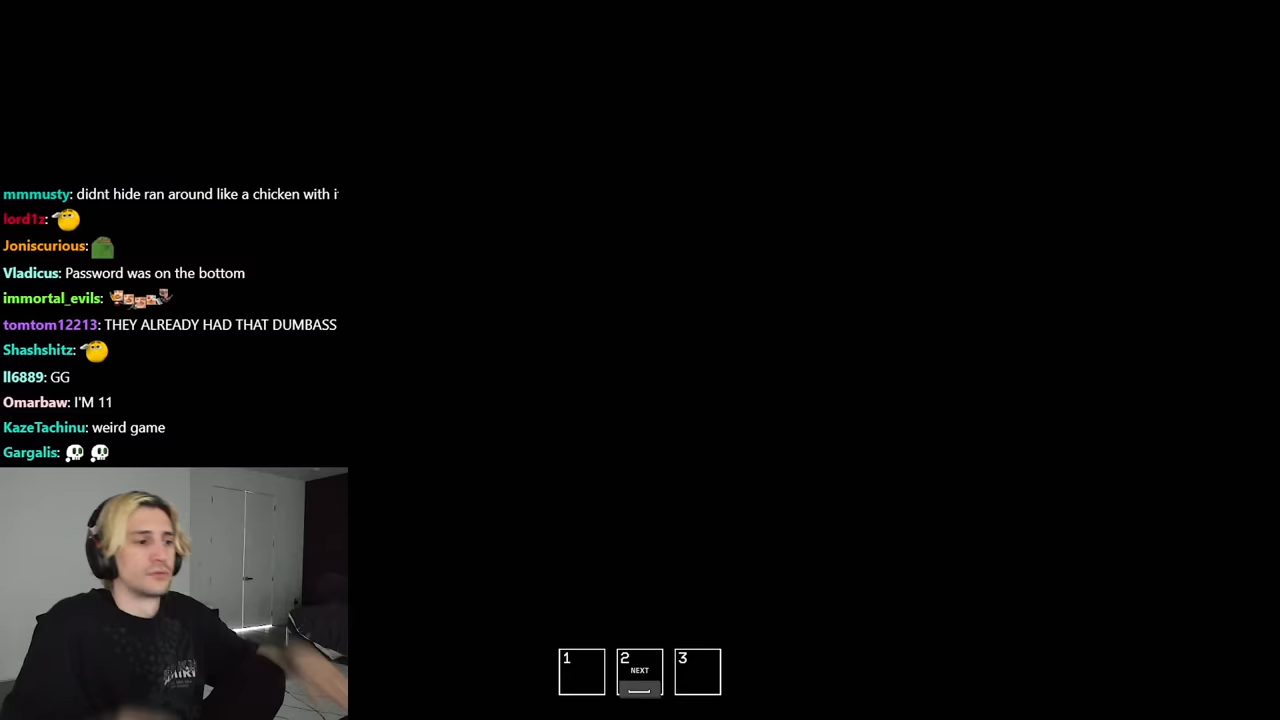 mmmusty: didnt hide ran around like a chicken with
lord1z:
Joniscurious:
Vladicus: Password was on the bottom
immortal_evils:
tomtom12213: THEY ALREADY HAD THAT DUMBASS
Shashshitz:
ll6889: GG
Omarbaw: I'M 11
KazeTachinu: weird game
Gargalis:
1
2
NEXT
3